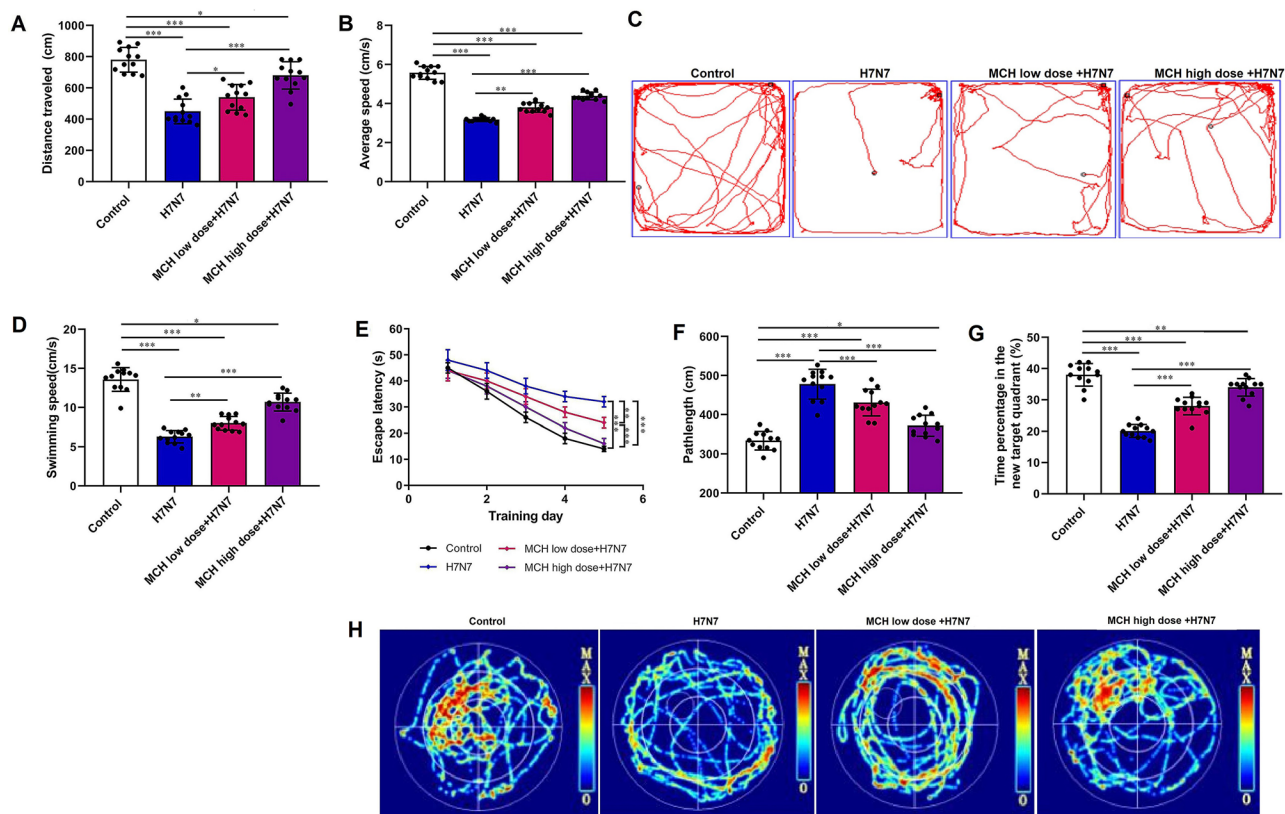 A
Distance traveled (cm)
1000
800
600
400
200
0
*
***
***
***
*
Control
H7N7
MCH low dose+H7N7
MCH high dose+H7N7
B
Average speed (cm/s)
8
6
4
2
0
***
***
***
***
**
Control
H7N7
MCH low dose+H7N7
MCH high dose+H7N7
C
Control
H7N7
MCH low dose +H7N7
MCH high dose +H7N7
D
Swimming speed(cm/s)
20
15
10
5
0
*
***
***
***
**
Control
H7N7
MCH low dose+H7N7
MCH high dose+H7N7
E
Escape latency (s)
60
50
40
30
20
10
0
0
2
4
6
Training day
***
Control
H7N7
MCH low dose+H7N7
MCH high dose+H7N7
F
Pathlength (cm)
600
500
400
300
200
*
***
***
***
***
Control
H7N7
MCH low dose+H7N7
MCH high dose+H7N7
G
Time percentage in the
new target quadrant (%)
50
40
30
20
10
0
**
***
***
***
***
Control
H7N7
MCH low dose+H7N7
MCH high dose+H7N7
H
Control
H7N7
MCH low dose +H7N7
MCH high dose +H7N7
MAX
0
MAX
0
MAX
0
MAX
0